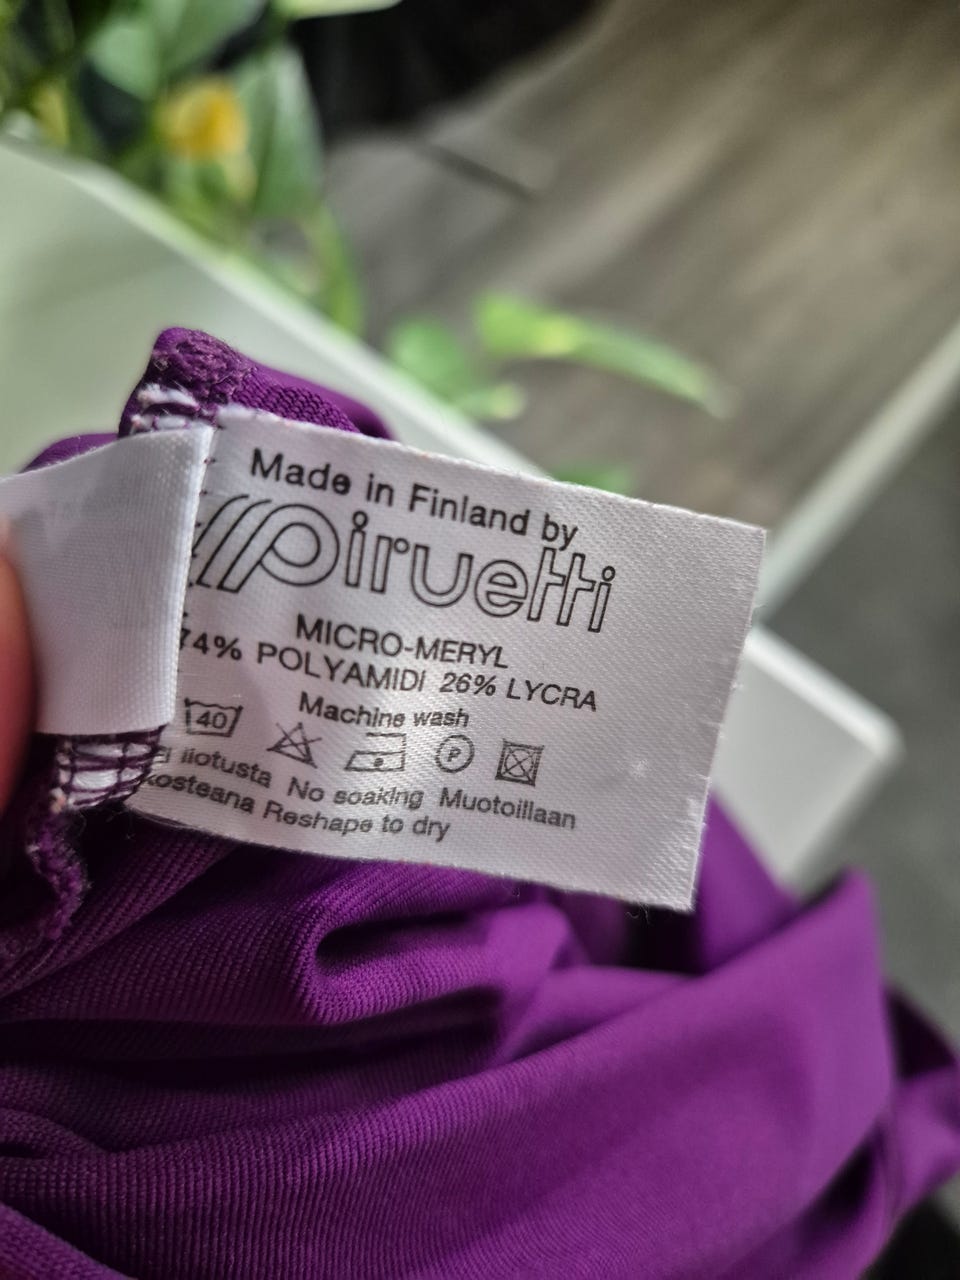 Made in Finland by
Piruetti
MICRO-MERYL
74% POLYAMIDI 26% LYCRA
Machine wash
40
P
liotusta No soaking Muotoillaan
kosteana Reshape to dry